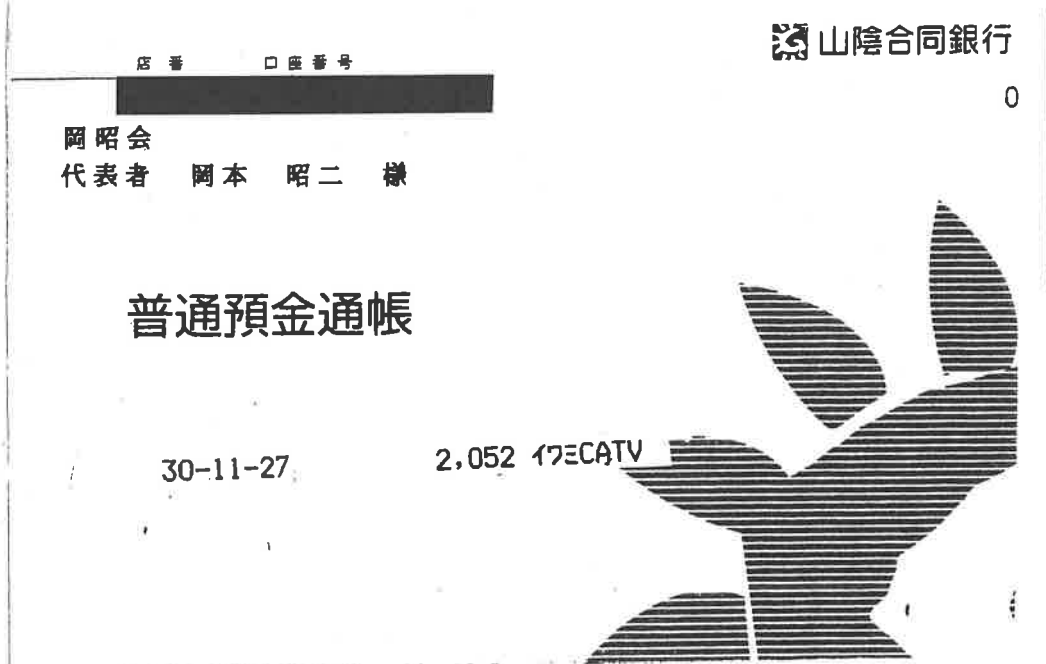 山陰合同銀行
店番 口座番号
0
岡昭会
代表者 岡本 昭二 様
普通預金通帳
30-11-27 2,052 イワミCATV